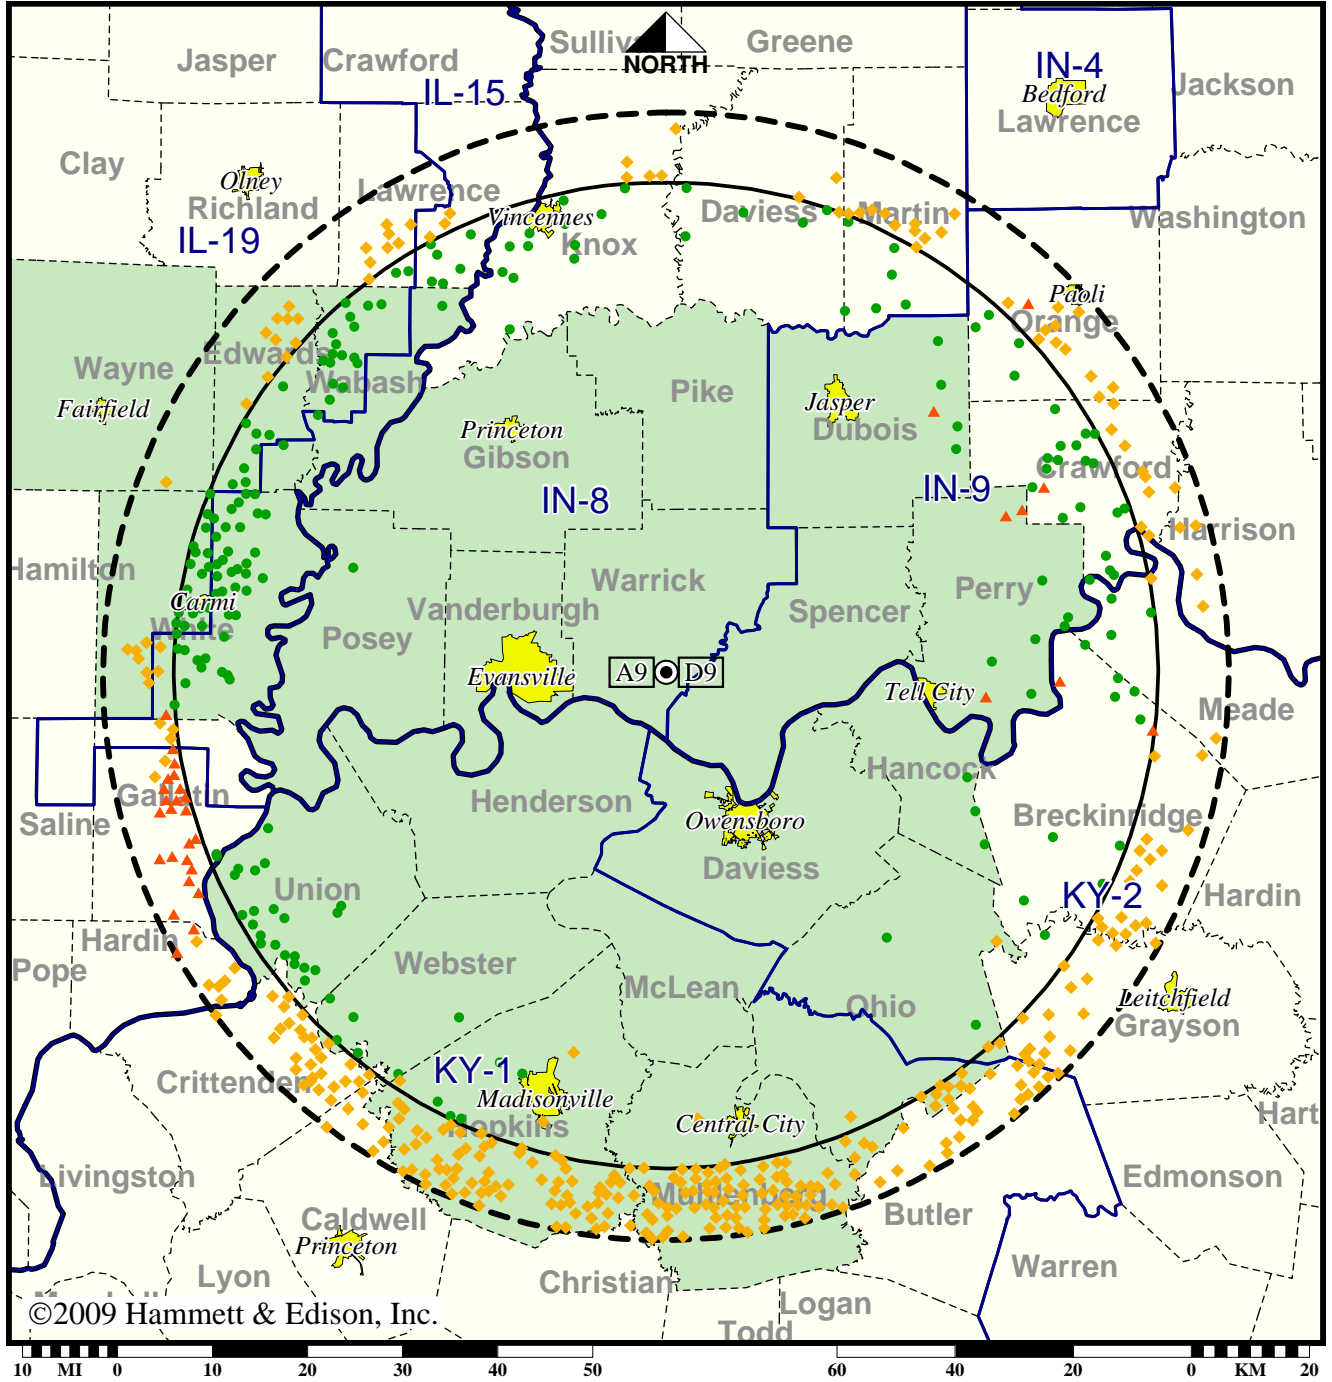 Sulliv
Greene
Jasper
Crawford
NORTH
IN-4
Bedford
Lawrence
Jackson
IL-15
Clay
Olney
Richland
Lawrence
IL-19
Vincennes
Knox
Daviess
Martin
Washington
Paoli
Orange
Wayne
Edwards
Wabash
Fairfield
Pike
Jasper
Dubois
Princeton
Gibson
Crawford
IN-8
IN-9
Harrison
Hamilton
Carmi
White
Warrick
Vanderburgh
Posey
Spencer
Perry
Evansville
A9
D9
Tell City
Meade
Hancock
Gallatin
Saline
Henderson
Owensboro
Daviess
Breckinridge
Union
KY-2
Hardin
Hardin
Pope
Webster
McLean
Ohio
Leitchfield
Grayson
Crittenden
KY-1
Madisonville
Hopkins
Central City
Hart
Livingston
Edmonson
Muhlenberg
Caldwell
Princeton
Butler
Lyon
Christian
Warren
Logan
Todd
©2009 Hammett & Edison, Inc.
10 MI 0 10 20 30 40 50 60 40 20 0 KM 20